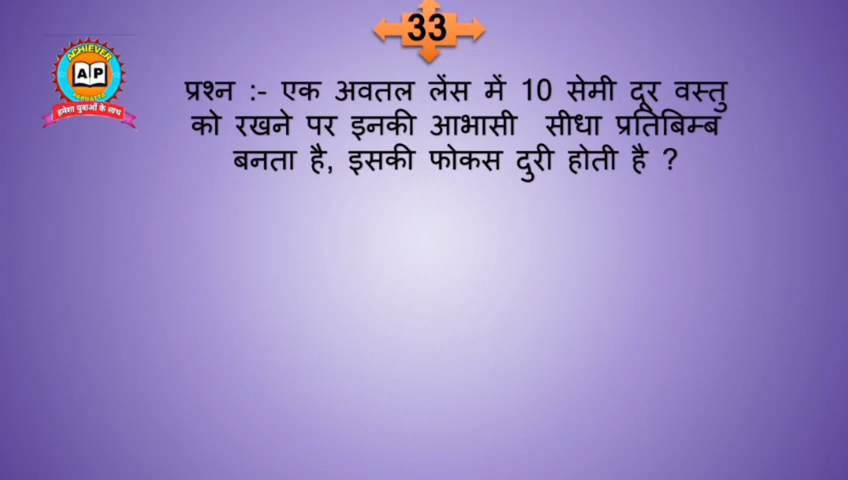 33
ACHIEVER
AP
हमेशा युवाओं के साथ
प्रश्न :- एक अवतल लेंस में 10 सेमी दूर वस्तु
को रखने पर इनकी आभासी सीधा प्रतिबिम्ब
बनता है, इसकी फोकस दुरी होती है ?